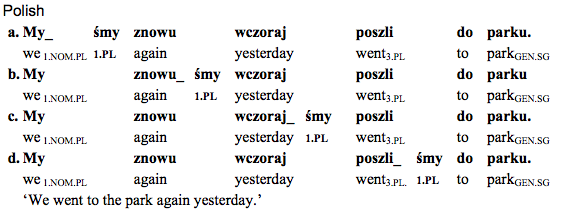 Polish
a. My_ śmy znowu wczoraj poszli do parku.
we 1.NOM.PL 1.PL again yesterday went3.PL to parkGEN.SG
b. My znowu_ śmy wczoraj poszli do parku
we 1.NOM.PL again 1.PL yesterday went3.PL to parkGEN.SG
c. My znowu wczoraj_ śmy poszli do parku.
we 1.NOM.PL again yesterday 1.PL went3.PL to parkGEN.SG
d. My znowu wczoraj poszli_ śmy do parku.
we 1.NOM.PL again yesterday went3.PL. 1.PL to parkGEN.SG
‘We went to the park again yesterday.’